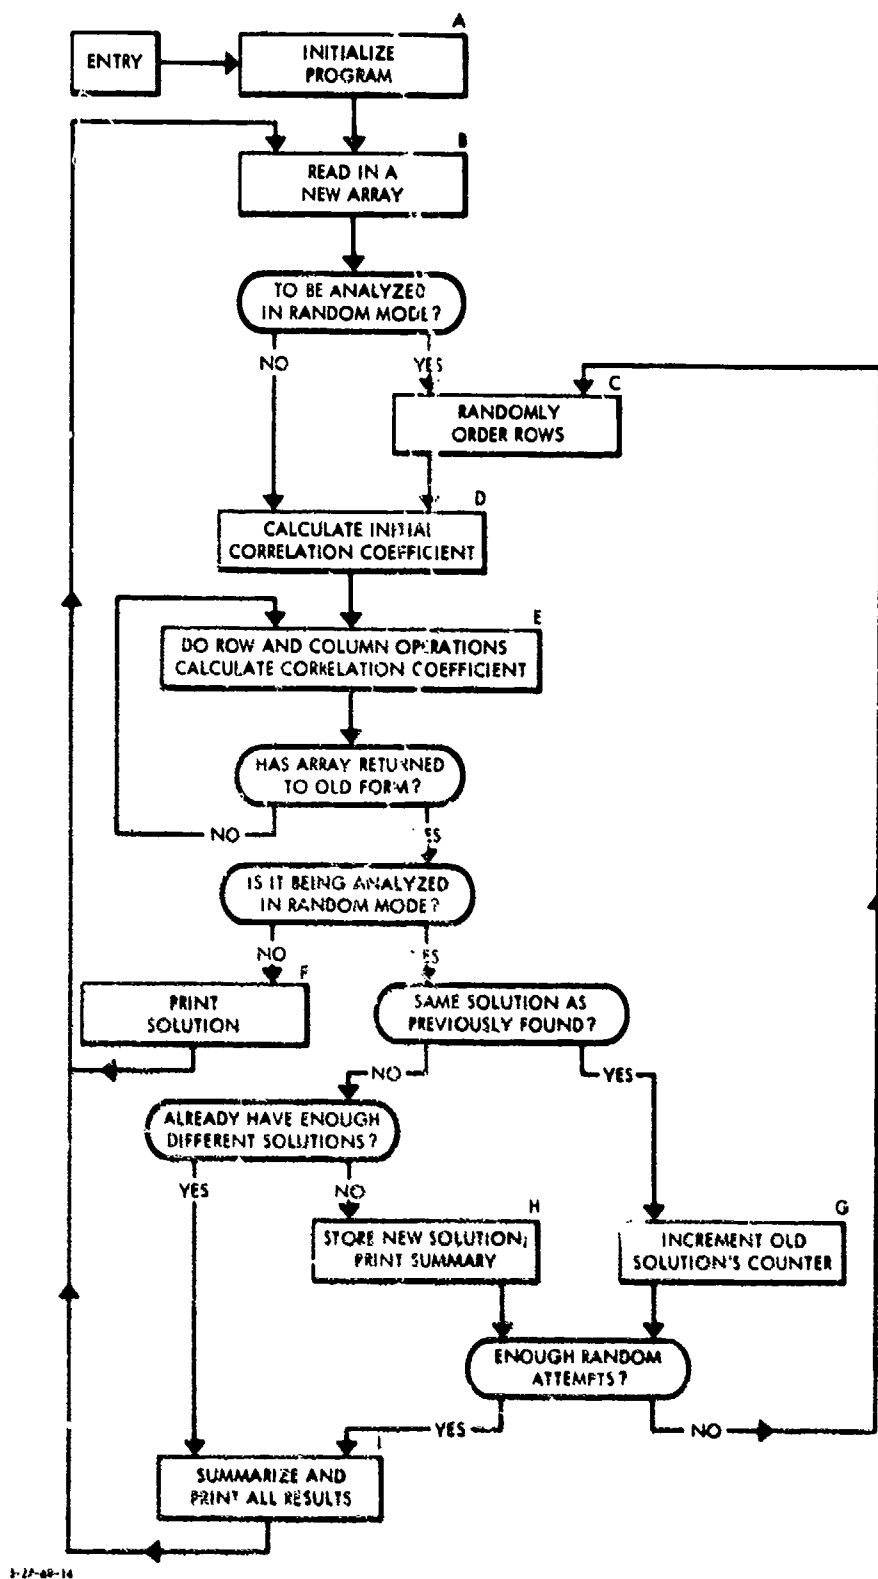 A
ENTRY
INITIALIZE
PROGRAM
B
READ IN A
NEW ARRAY
TO BE ANALYZED
IN RANDOM MODE?
NO
YES
C
RANDOMLY
ORDER ROWS
D
CALCULATE INITIAL
CORRELATION COEFFICIENT
E
DO ROW AND COLUMN OPERATIONS
CALCULATE CORRELATION COEFFICIENT
HAS ARRAY RETURNED
TO OLD FORM?
NO
YES
IS IT BEING ANALYZED
IN RANDOM MODE?
NO
YES
F
PRINT
SOLUTION
SAME SOLUTION AS
PREVIOUSLY FOUND?
NO
YES
ALREADY HAVE ENOUGH
DIFFERENT SOLUTIONS?
YES
NO
H
G
STORE NEW SOLUTION;
PRINT SUMMARY
INCREMENT OLD
SOLUTION'S COUNTER
ENOUGH RANDOM
ATTEMPTS?
YES
NO
I
SUMMARIZE AND
PRINT ALL RESULTS